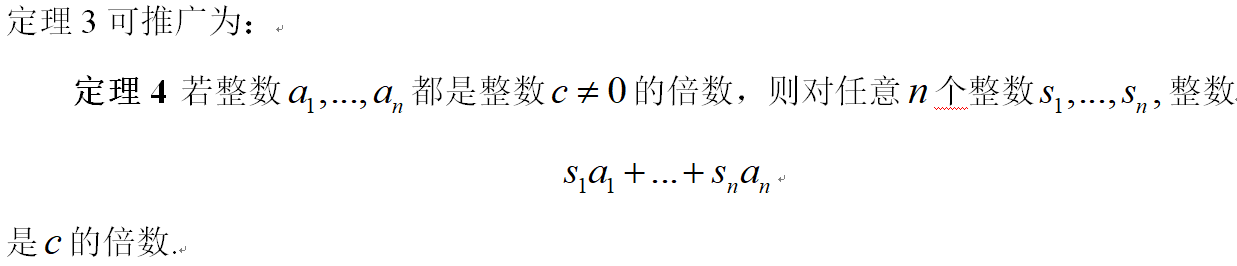 定理 3 可推广为：
定理 4 若整数 a₁,...,aₙ 都是整数 c ≠ 0 的倍数，则对任意 n 个整数 s₁,...,sₙ, 整数
s₁a₁ + ... + sₙaₙ
是 c 的倍数.